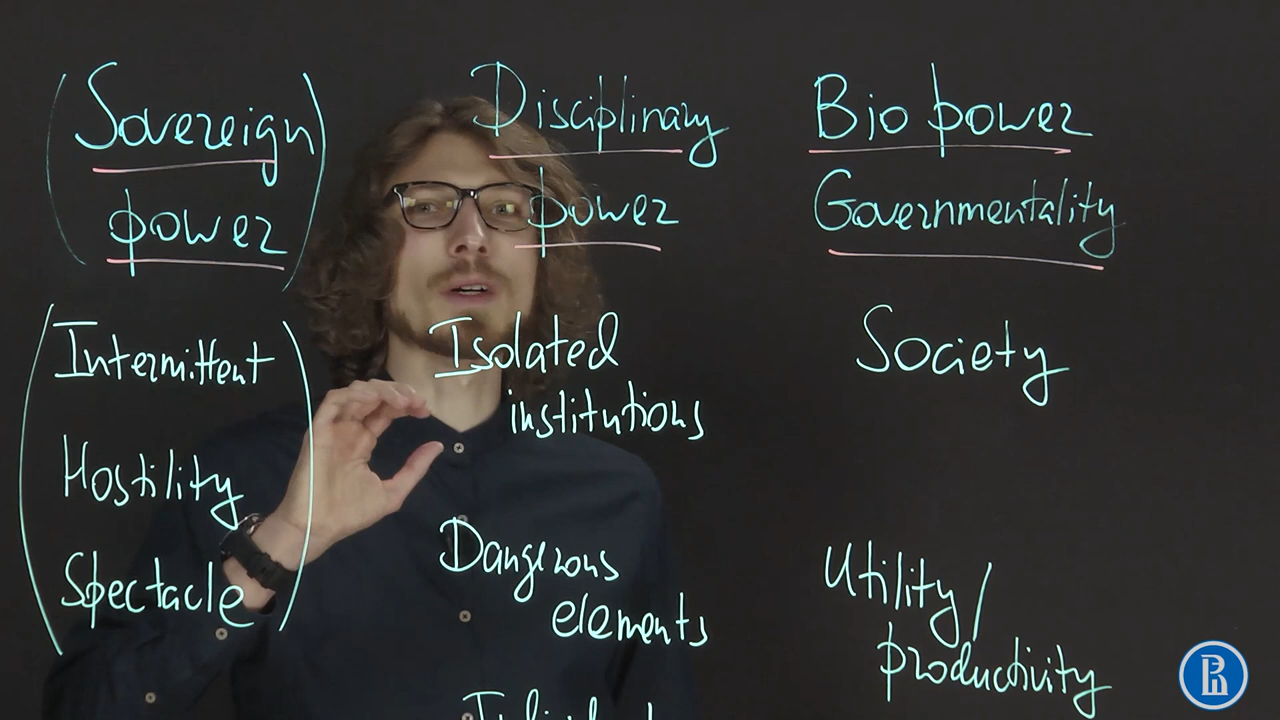 Sovereign
power
Disciplinary
power
Bio power
Governmentality
Intermittent
Hostility
Spectacle
Isolated
institutions
Dangerous
elements
Society
Utility/
productivity